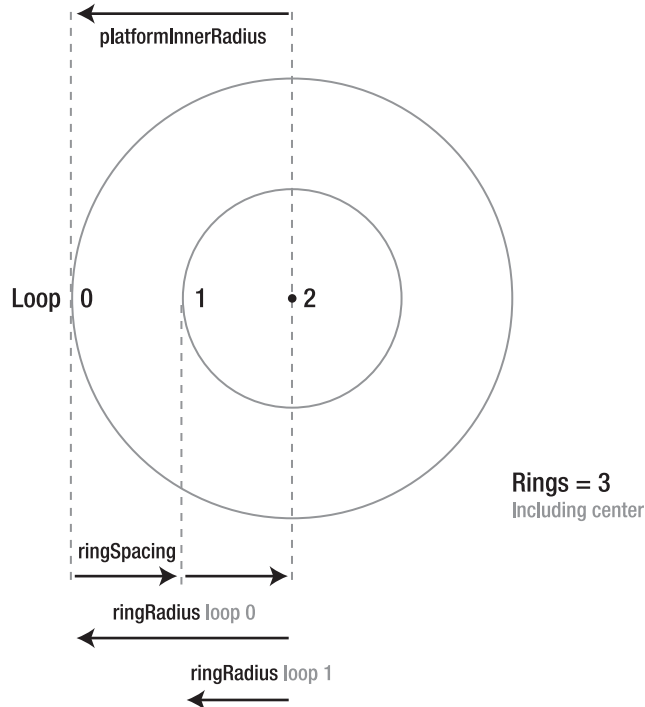 platformInnerRadius
Loop 0 1 2
Rings = 3
Including center
ringSpacing
ringRadius loop 0
ringRadius loop 1